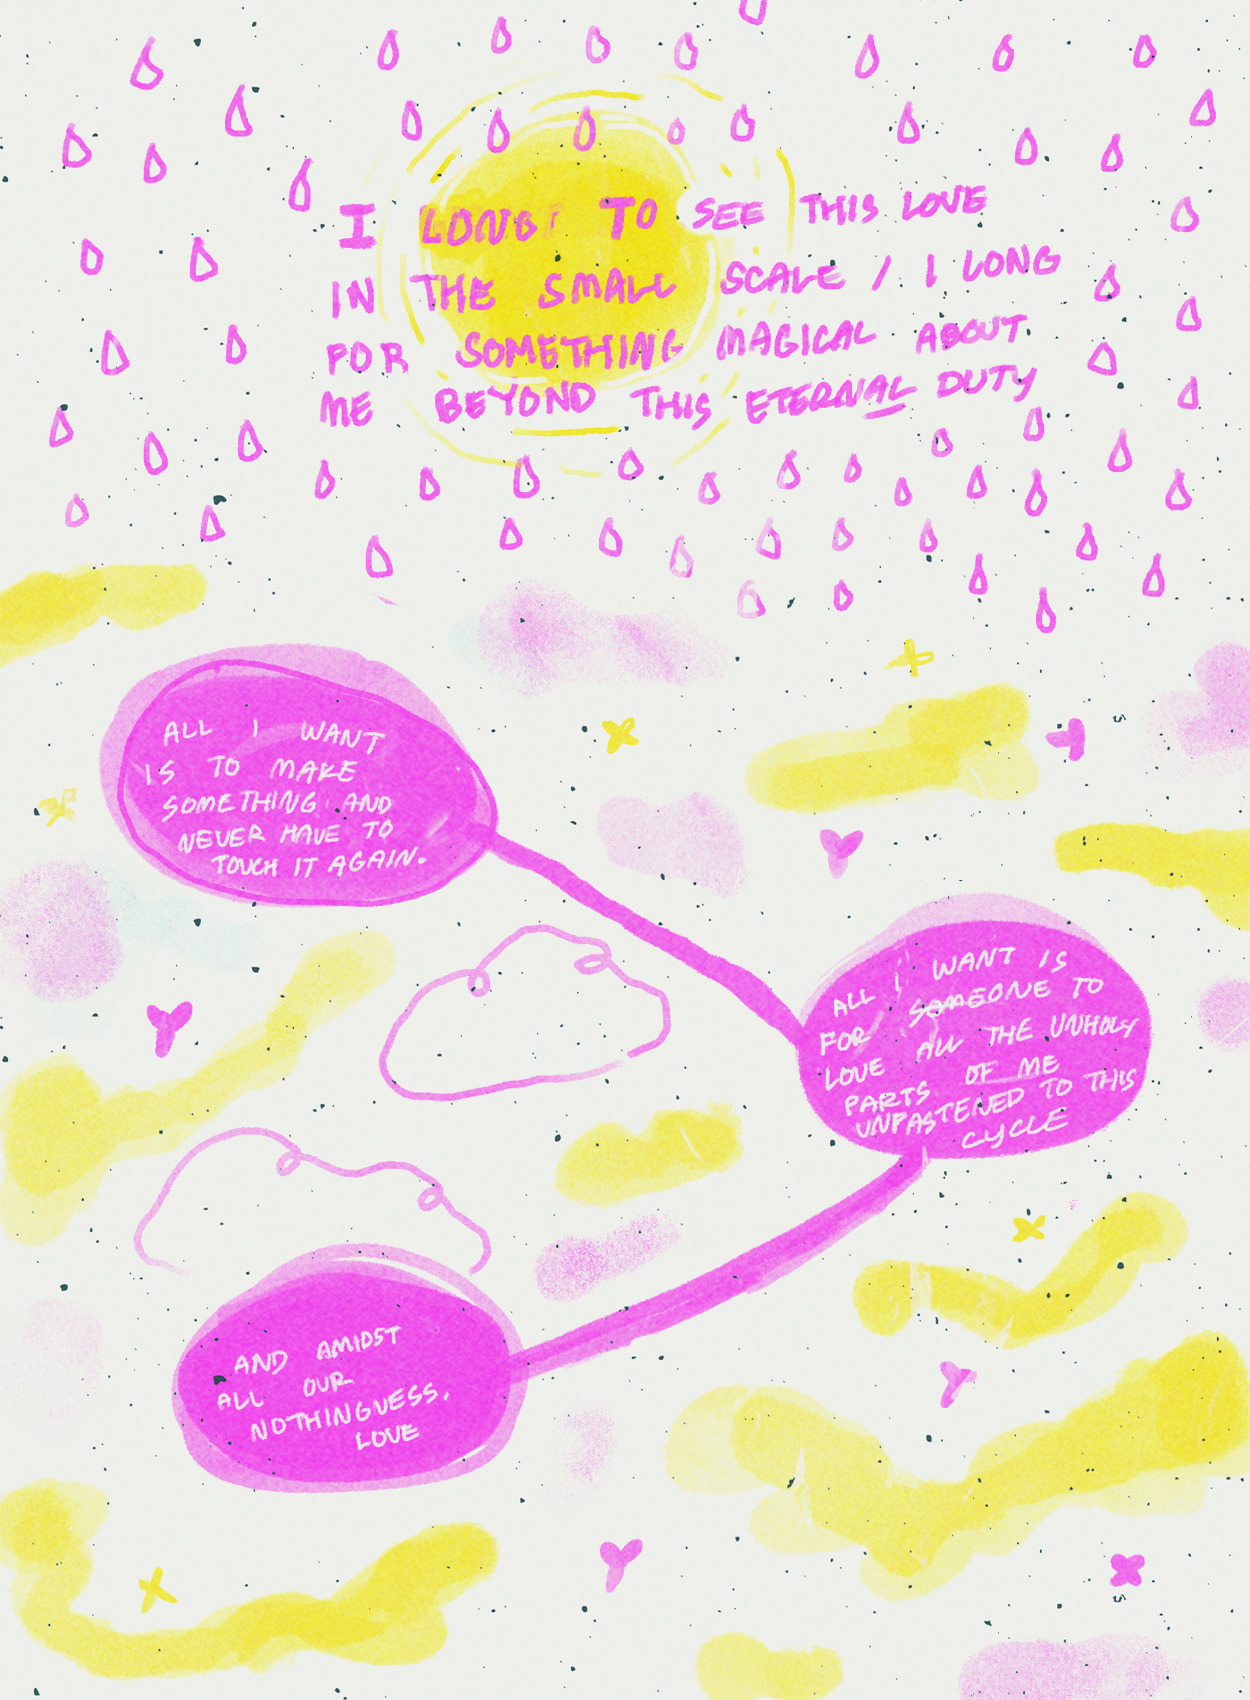 I LONG TO SEE THIS LOVE
IN THE SMALL SCALE / I LONG
FOR SOMETHING MAGICAL ABOUT
ME BEYOND THIS ETERNAL DUTY
ALL I WANT
IS TO MAKE
SOMETHING AND
NEVER HAVE TO
TOUCH IT AGAIN.
ALL I WANT IS
FOR SOMEONE TO
LOVE ALL THE UNHOLY
PARTS OF ME
UNFASTENED TO THIS
CYCLE
AND AMIDST
ALL OUR
NOTHINGNESS,
LOVE